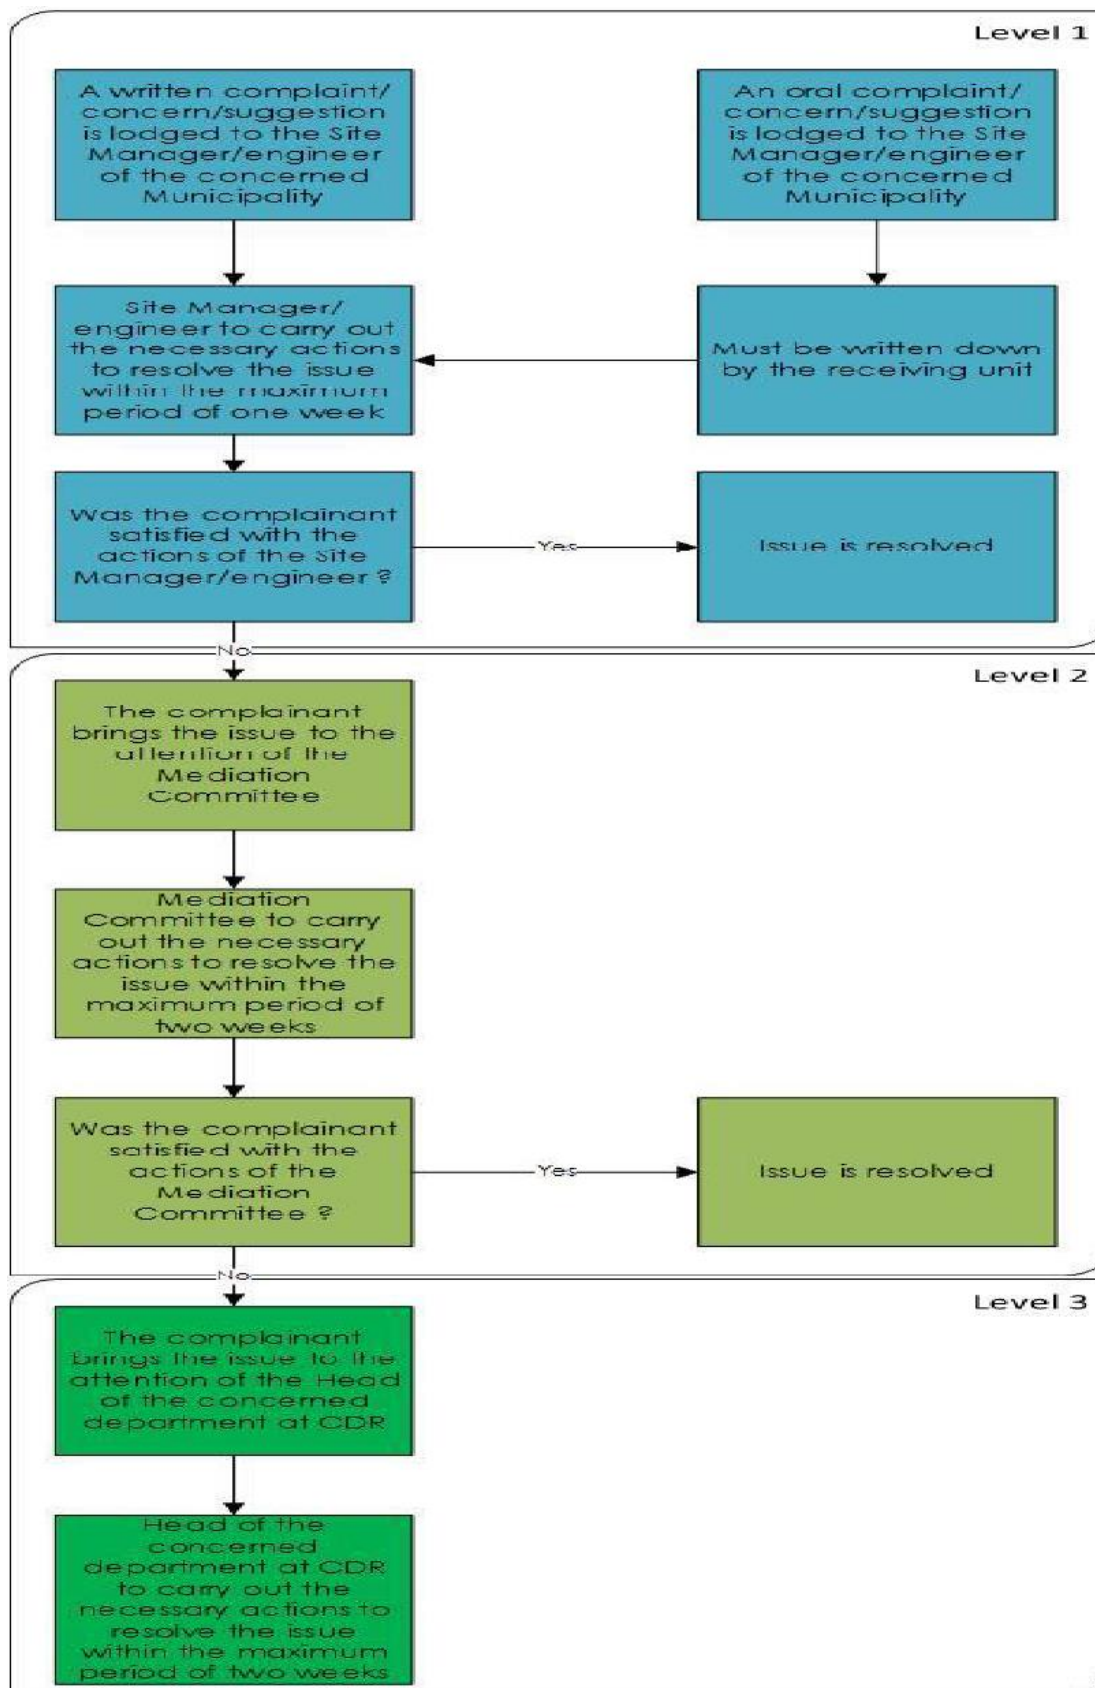 Level 1
A written complaint/
concern/suggestion
is lodged to the Site
Manager/engineer
of the concerned
Municipality
An oral complaint/
concern/suggestion
is lodged to the Site
Manager/engineer
of the concerned
Municipality
Site Manager/
engineer to carry out
the necessary actions
to resolve the issue
within the maximum
period of one week
Must be written down
by the receiving unit
Was the complainant
satisfied with the
actions of the Site
Manager/engineer ?
Yes
Issue is resolved
No
Level 2
The complainant
brings the issue to the
attention of the
Mediation
Committee
Mediation
Committee to carry
out the necessary
actions to resolve the
issue within the
maximum period of
two weeks
Was the complainant
satisfied with the
actions of the
Mediation
Committee ?
Yes
Issue is resolved
No
Level 3
The complainant
brings the issue to the
attention of the Head
of the concerned
department at CDR
Head of the
concerned
department at CDR
to carry out the
necessary actions to
resolve the issue
within the maximum
period of two weeks